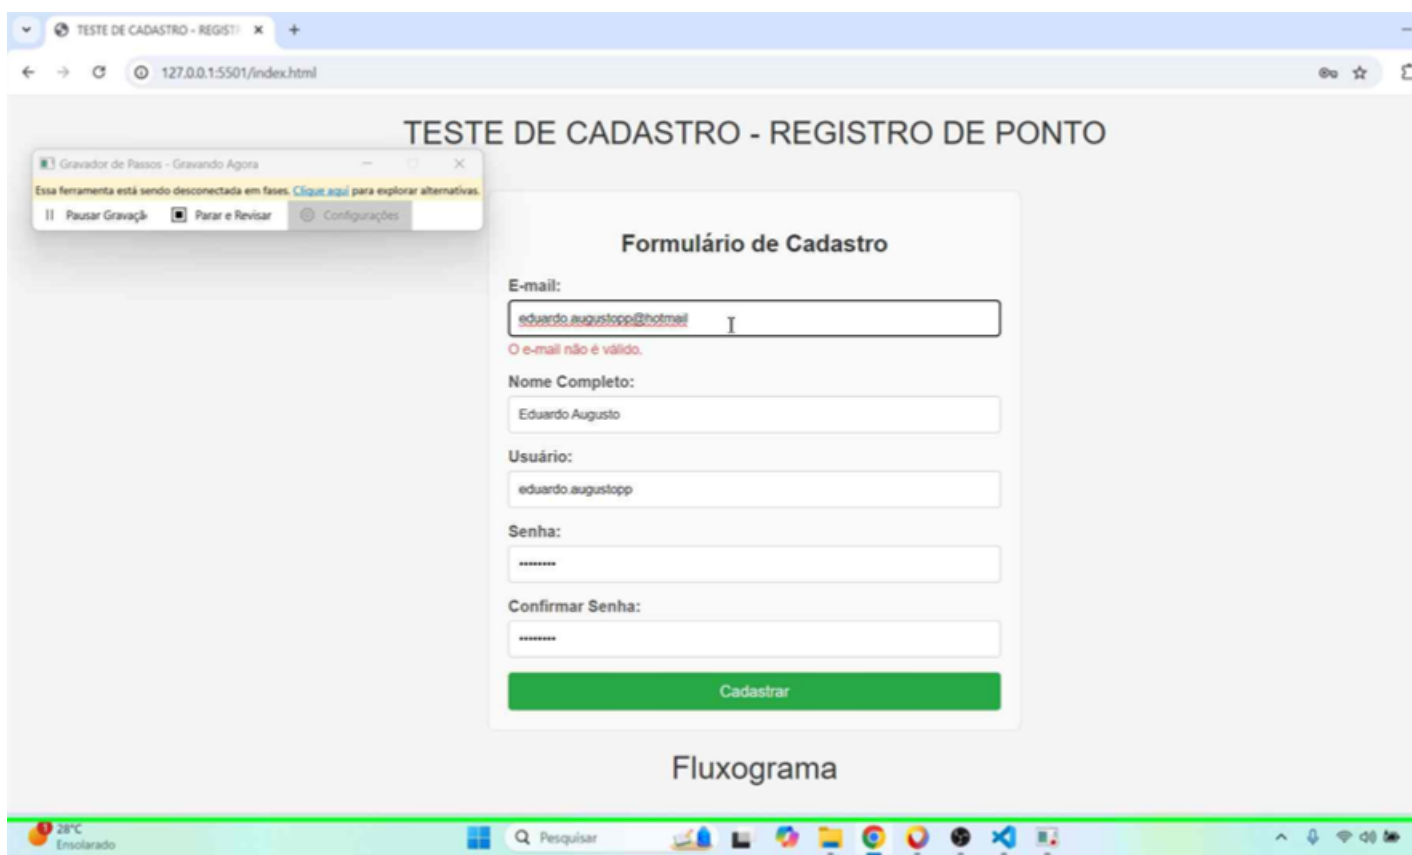 TESTE DE CADASTRO - REGISTR
127.0.0.1:5501/index.html
TESTE DE CADASTRO - REGISTRO DE PONTO
Gravador de Passos - Gravando Agora
Essa ferramenta está sendo desconectada em fases. Clique aqui para explorar alternativas.
Pausar Gravaçã Parar e Revisar Configurações
Formulário de Cadastro
E-mail:
eduardo.augustopp@hotmail
O e-mail não é válido.
Nome Completo:
Eduardo Augusto
Usuário:
eduardo.augustopp
Senha:
••••••••
Confirmar Senha:
••••••••
Cadastrar
Fluxograma
1
28°C
Ensolarado
Pesquisar